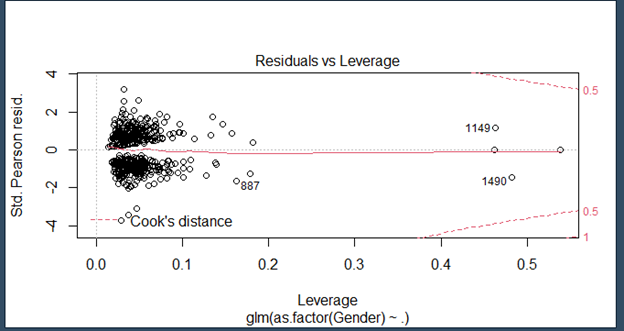 Residuals vs Leverage
Std. Pearson resid.
4
2
0
-2
-4
0.5
1149
1490
887
0.5
1
Cook's distance
0.0 0.1 0.2 0.3 0.4 0.5
Leverage
glm(as.factor(Gender) ~ .)